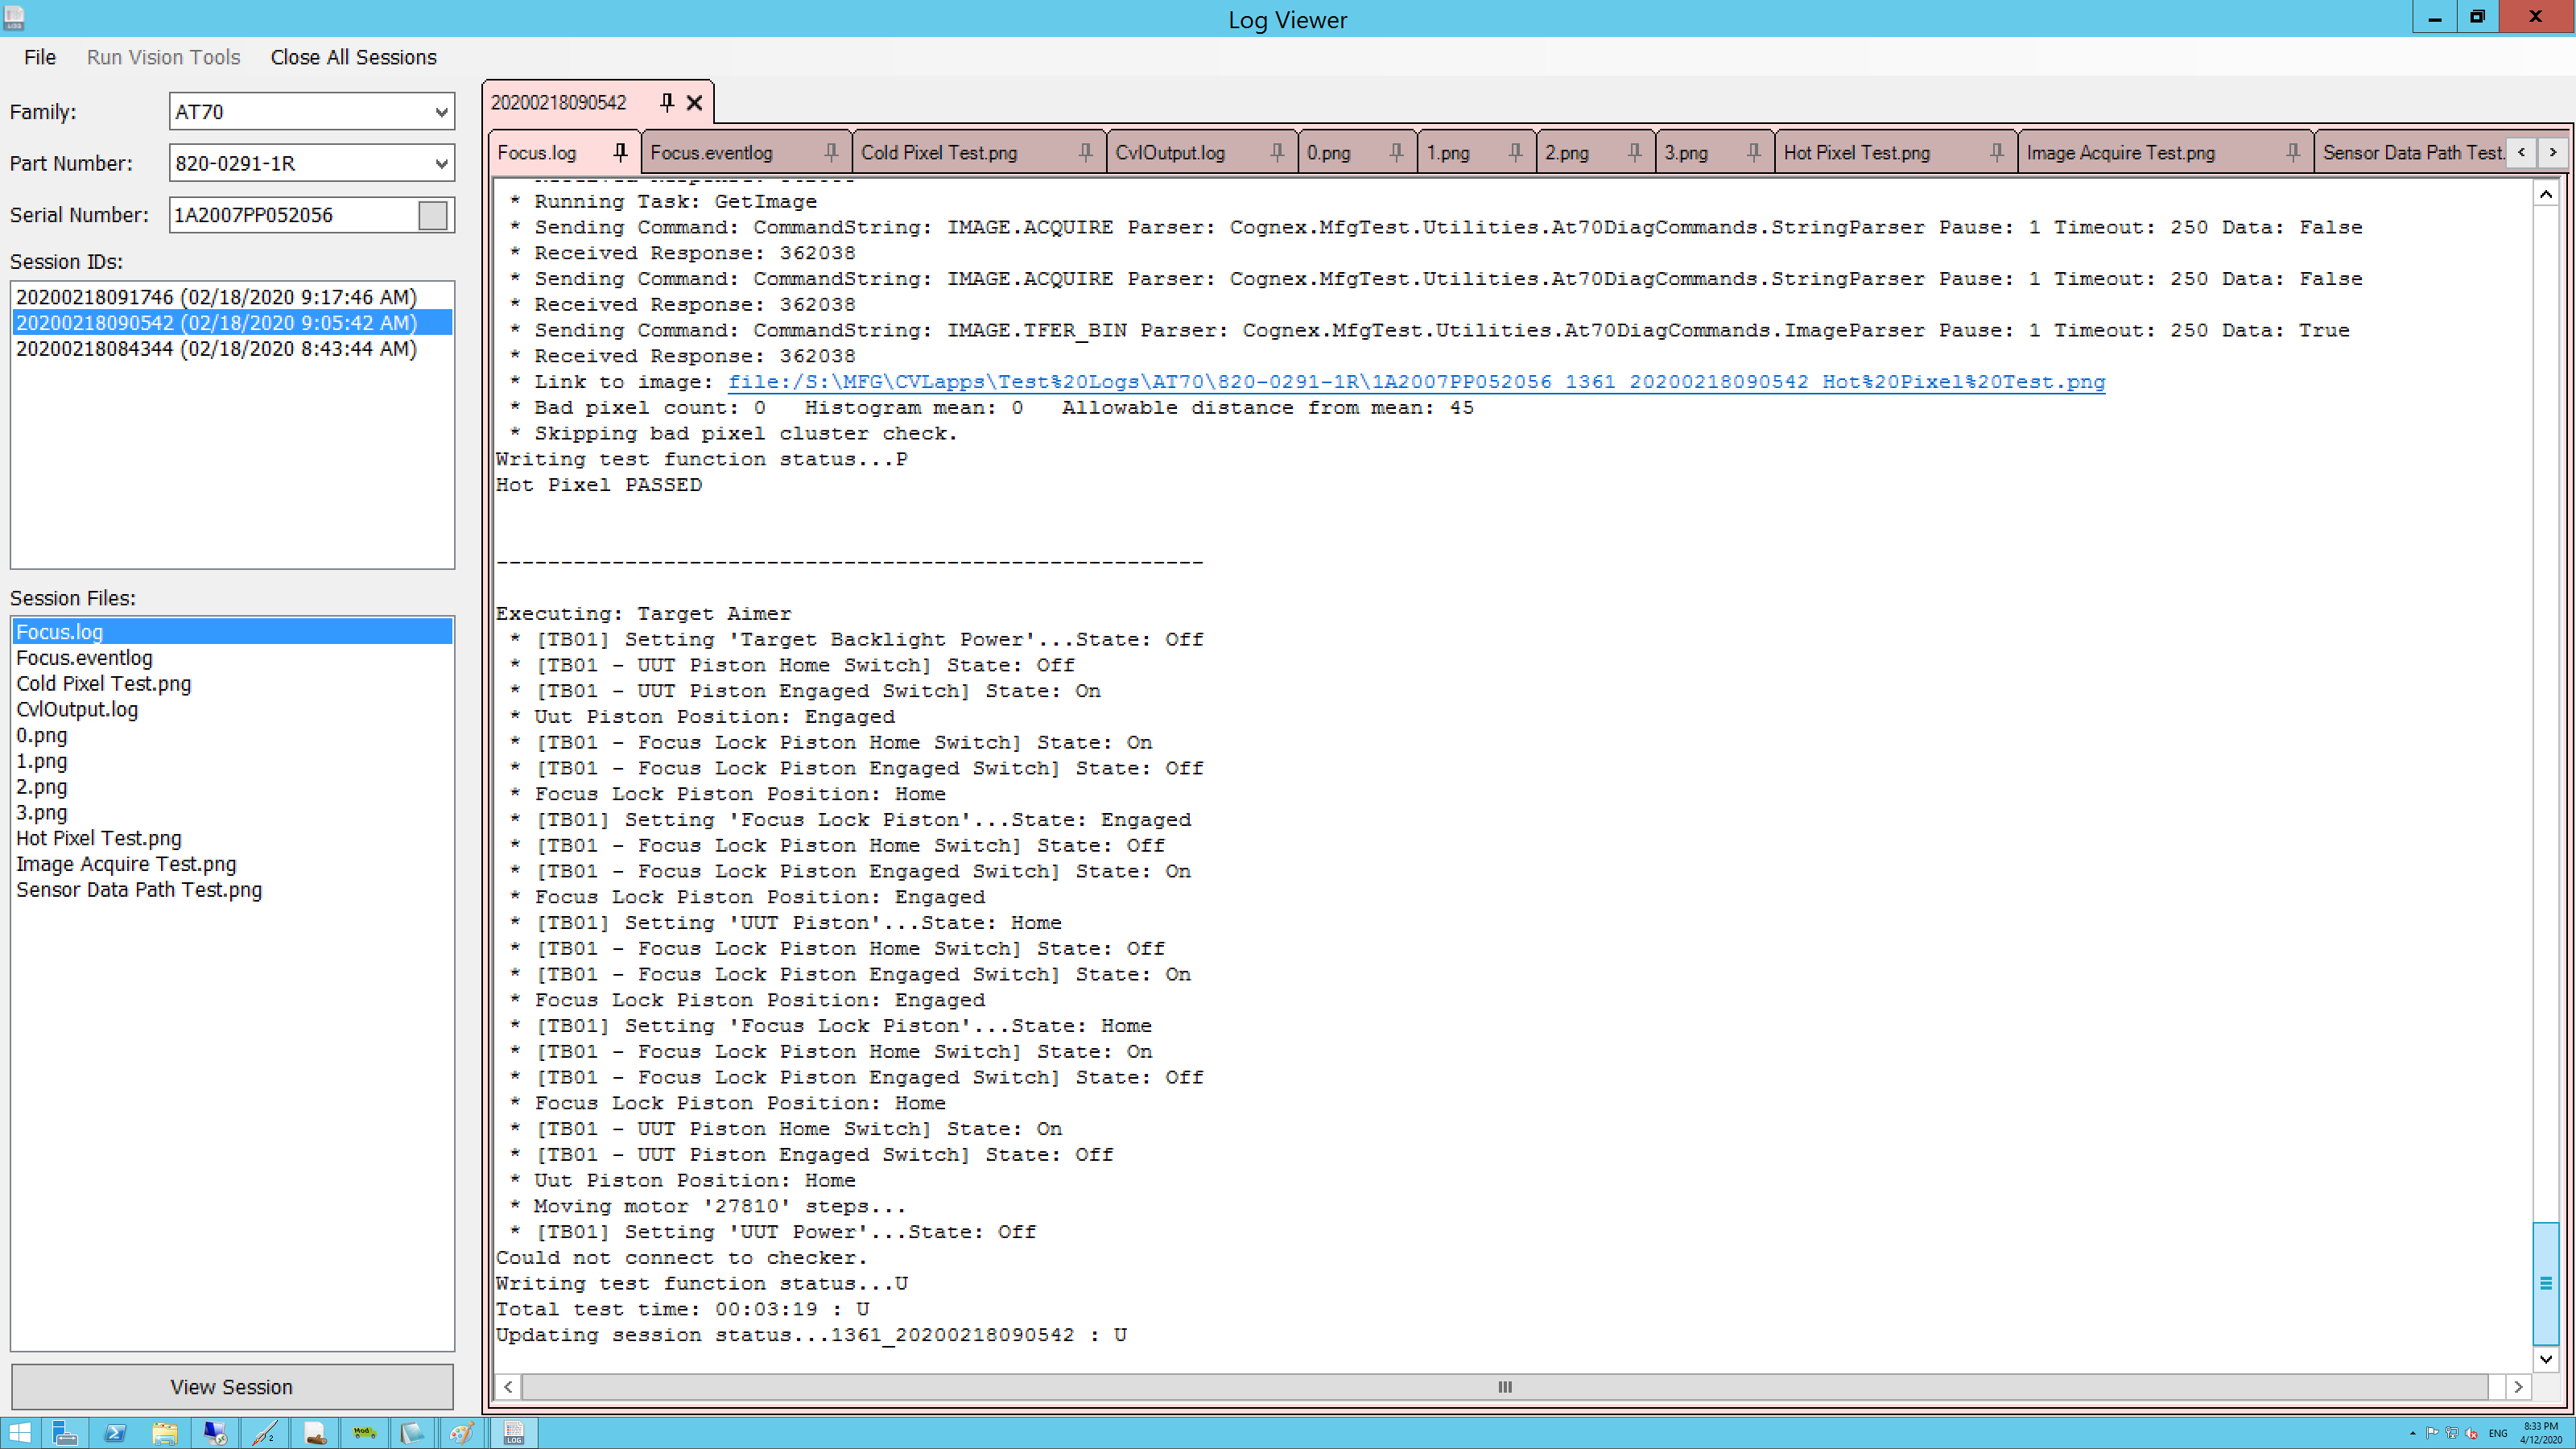 Log Viewer
File Run Vision Tools Close All Sessions
Family: AT70
Part Number: 820-0291-1R
Serial Number: 1A2007PP052056
Session IDs:
20200218091746 (02/18/2020 9:17:46 AM)
20200218090542 (02/18/2020 9:05:42 AM)
20200218084344 (02/18/2020 8:43:44 AM)
Session Files:
Focus.log
Focus.eventlog
Cold Pixel Test.png
CvlOutput.log
0.png
1.png
2.png
3.png
Hot Pixel Test.png
Image Acquire Test.png
Sensor Data Path Test.png
View Session
20200218090542
Focus.log Focus.eventlog Cold Pixel Test.png CvlOutput.log 0.png 1.png 2.png 3.png Hot Pixel Test.png Image Acquire Test.png Sensor Data Path Test.
* Running Task: GetImage
* Sending Command: CommandString: IMAGE.ACQUIRE Parser: Cognex.MfgTest.Utilities.At70DiagCommands.StringParser Pause: 1 Timeout: 250 Data: False
* Received Response: 362038
* Sending Command: CommandString: IMAGE.ACQUIRE Parser: Cognex.MfgTest.Utilities.At70DiagCommands.StringParser Pause: 1 Timeout: 250 Data: False
* Received Response: 362038
* Sending Command: CommandString: IMAGE.TFER_BIN Parser: Cognex.MfgTest.Utilities.At70DiagCommands.ImageParser Pause: 1 Timeout: 250 Data: True
* Received Response: 362038
* Link to image: file:/S:\MFG\CVLapps\Test%20Logs\AT70\820-0291-1R\1A2007PP052056_1361_20200218090542_Hot%20Pixel%20Test.png
* Bad pixel count: 0 Histogram mean: 0 Allowable distance from mean: 45
* Skipping bad pixel cluster check.
Writing test function status...P
Hot Pixel PASSED
-------------------------------------------------------
Executing: Target Aimer
* [TB01] Setting 'Target Backlight Power'...State: Off
* [TB01 - UUT Piston Home Switch] State: Off
* [TB01 - UUT Piston Engaged Switch] State: On
* Uut Piston Position: Engaged
* [TB01 - Focus Lock Piston Home Switch] State: On
* [TB01 - Focus Lock Piston Engaged Switch] State: Off
* Focus Lock Piston Position: Home
* [TB01] Setting 'Focus Lock Piston'...State: Engaged
* [TB01 - Focus Lock Piston Home Switch] State: Off
* [TB01 - Focus Lock Piston Engaged Switch] State: On
* Focus Lock Piston Position: Engaged
* [TB01] Setting 'UUT Piston'...State: Home
* [TB01 - Focus Lock Piston Home Switch] State: Off
* [TB01 - Focus Lock Piston Engaged Switch] State: On
* Focus Lock Piston Position: Engaged
* [TB01] Setting 'Focus Lock Piston'...State: Home
* [TB01 - Focus Lock Piston Home Switch] State: On
* [TB01 - Focus Lock Piston Engaged Switch] State: Off
* Focus Lock Piston Position: Home
* [TB01 - UUT Piston Home Switch] State: On
* [TB01 - UUT Piston Engaged Switch] State: Off
* Uut Piston Position: Home
* Moving motor '27810' steps...
* [TB01] Setting 'UUT Power'...State: Off
Could not connect to checker.
Writing test function status...U
Total test time: 00:03:19 : U
Updating session status...1361_20200218090542 : U
ENG
8:33 PM
4/12/2020